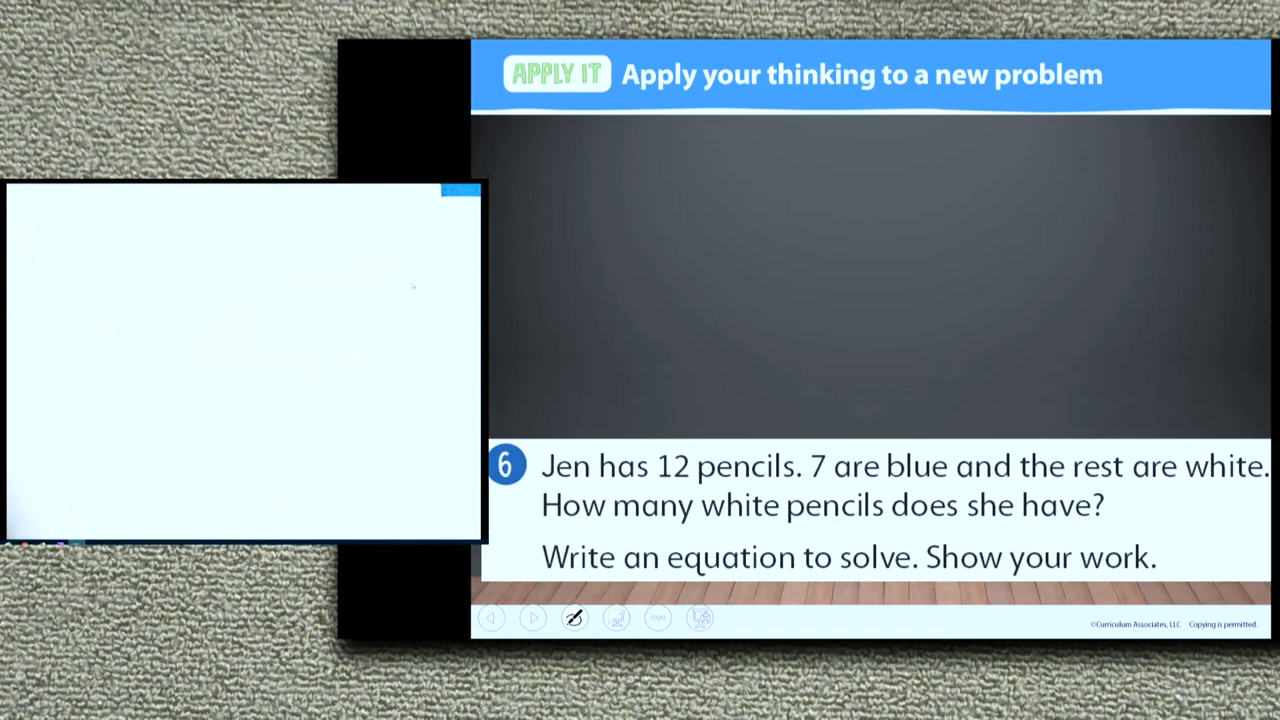 APPLY IT Apply your thinking to a new problem
6 Jen has 12 pencils. 7 are blue and the rest are white.
How many white pencils does she have?
Write an equation to solve. Show your work.
©Curriculum Associates, LLC Copying is permitted.